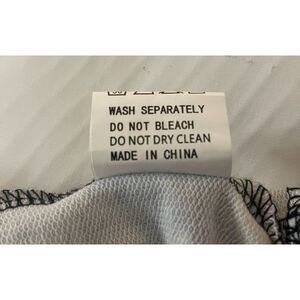 WASH SEPARATELY
DO NOT BLEACH
DO NOT DRY CLEAN
MADE IN CHINA